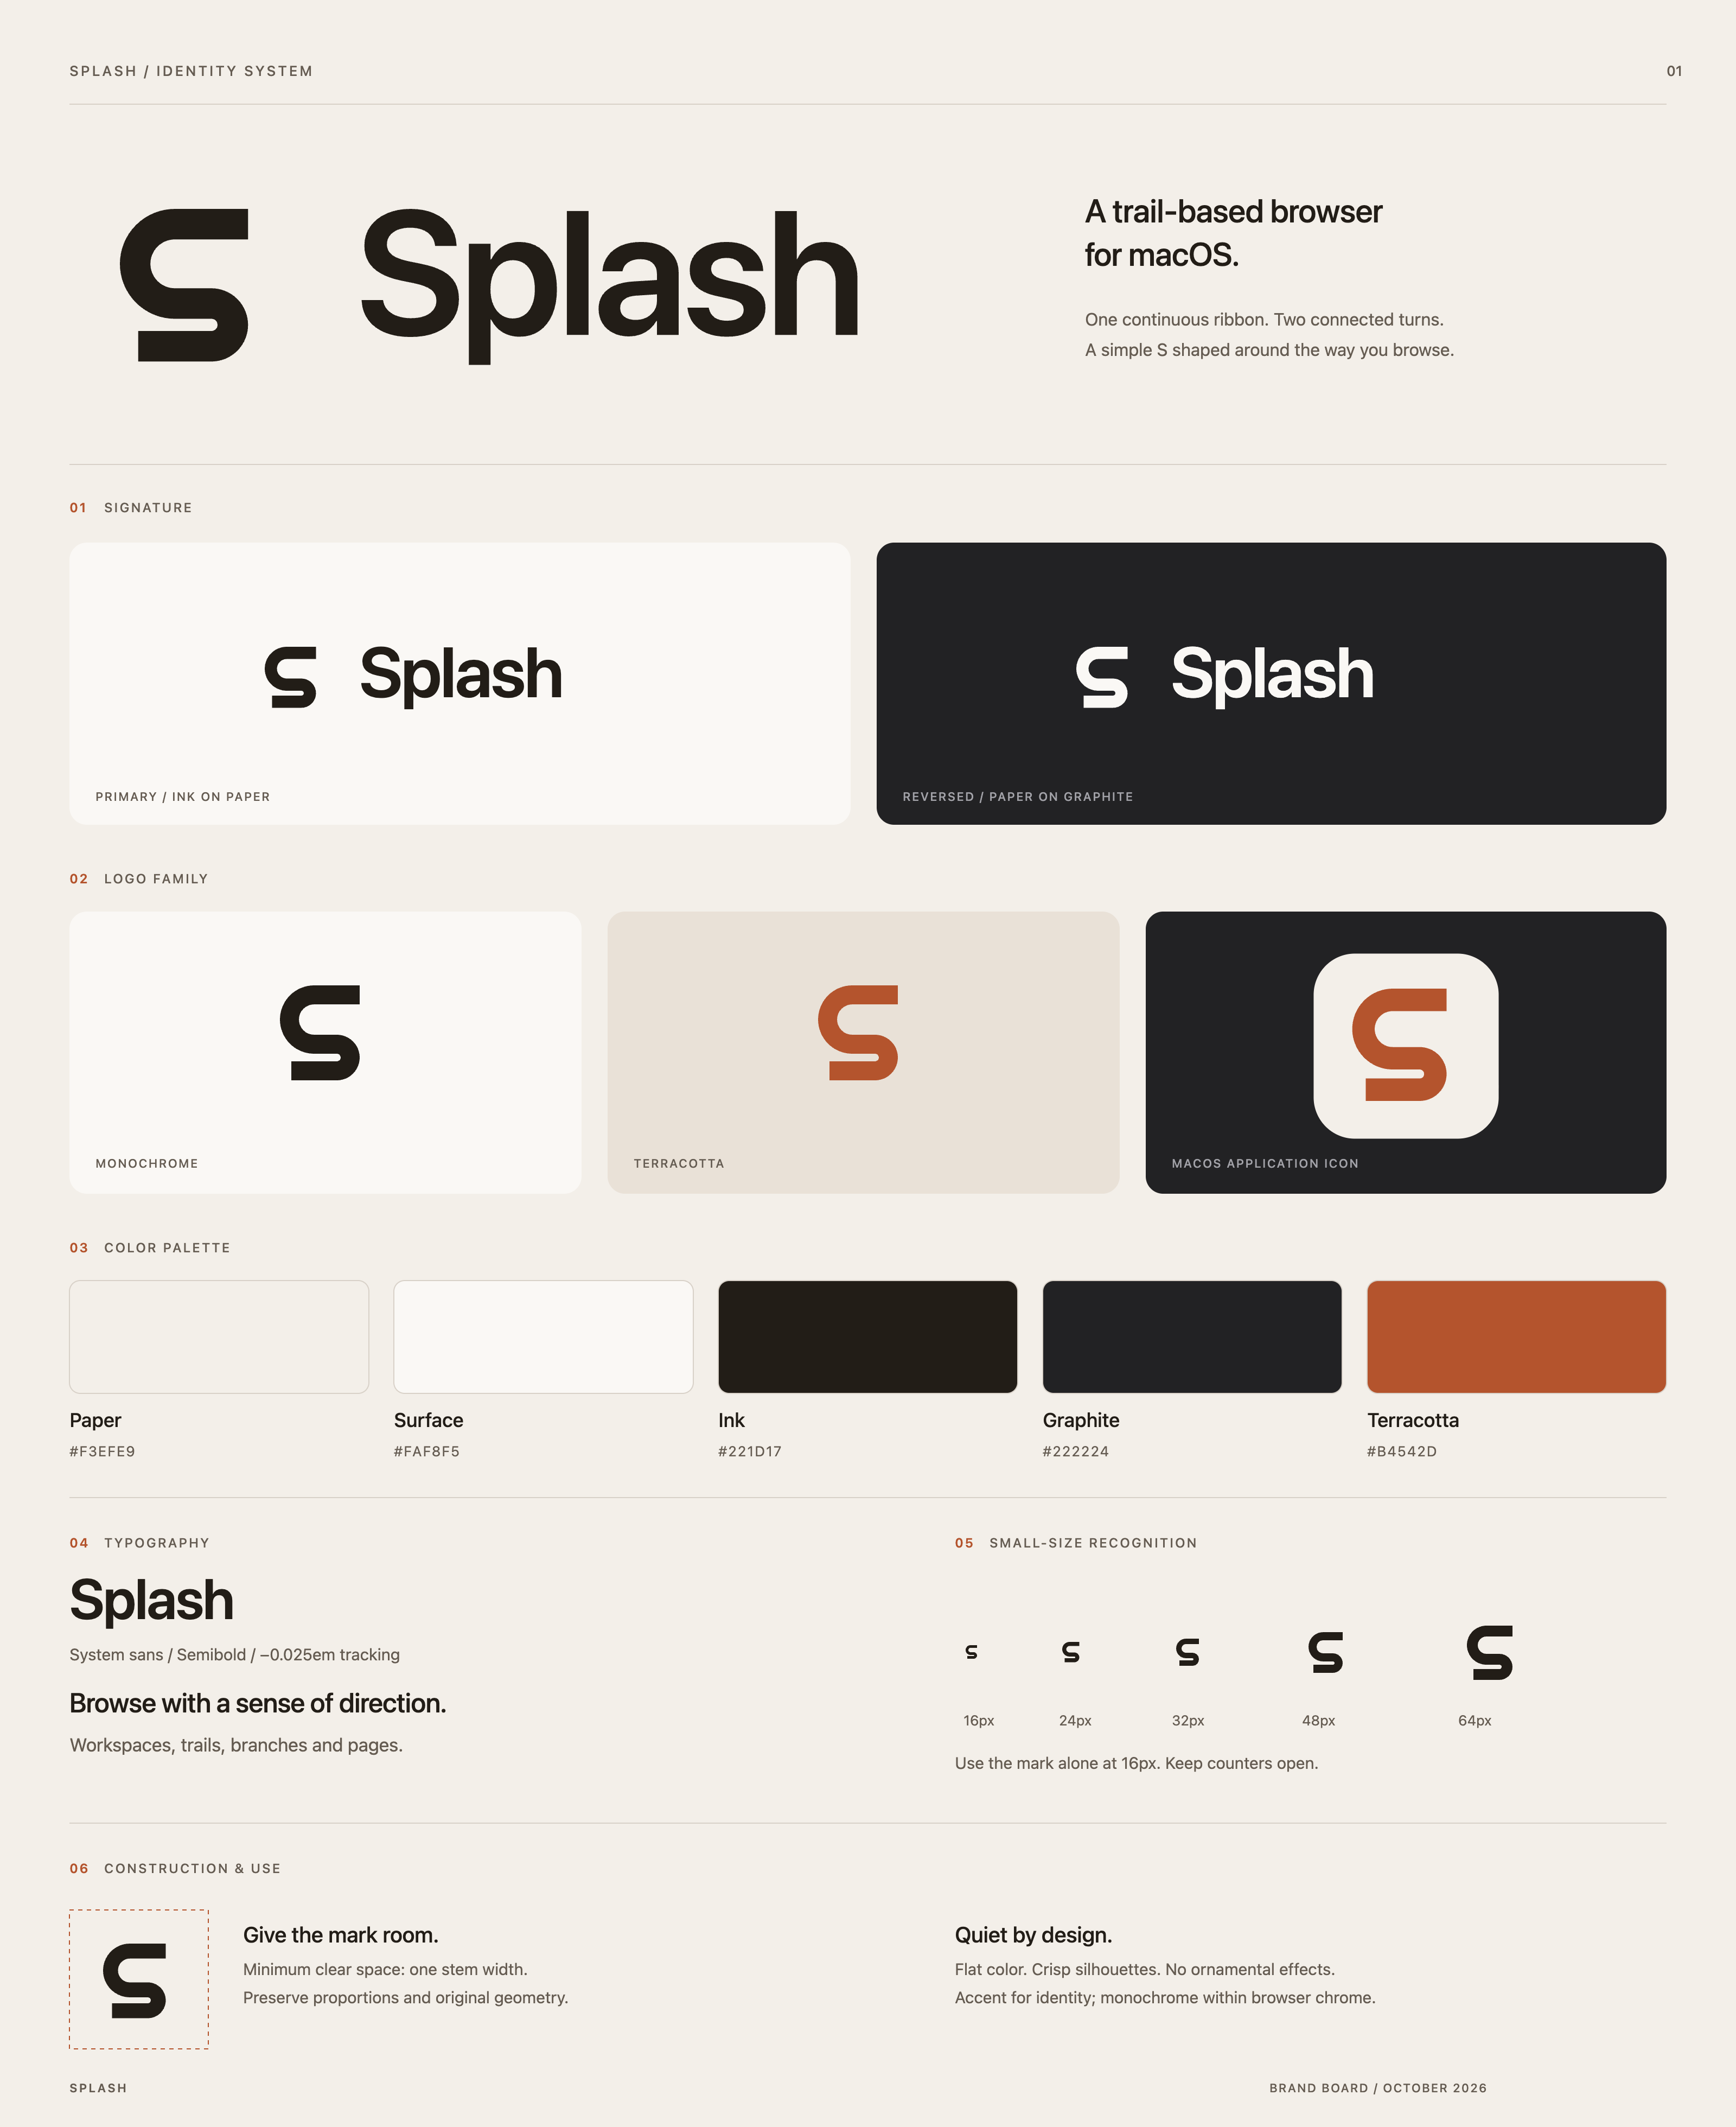 SPLASH / IDENTITY SYSTEM
01
Splash
A trail-based browser
for macOS.
One continuous ribbon. Two connected turns.
A simple S shaped around the way you browse.
01 SIGNATURE
Splash
PRIMARY / INK ON PAPER
Splash
REVERSED / PAPER ON GRAPHITE
02 LOGO FAMILY
MONOCHROME
TERRACOTTA
MACOS APPLICATION ICON
03 COLOR PALETTE
Paper
#F3EFE9
Surface
#FAF8F5
Ink
#221D17
Graphite
#222224
Terracotta
#B4542D
04 TYPOGRAPHY
Splash
System sans / Semibold / −0.025em tracking
Browse with a sense of direction.
Workspaces, trails, branches and pages.
05 SMALL-SIZE RECOGNITION
16px
24px
32px
48px
64px
Use the mark alone at 16px. Keep counters open.
06 CONSTRUCTION & USE
Give the mark room.
Minimum clear space: one stem width.
Preserve proportions and original geometry.
Quiet by design.
Flat color. Crisp silhouettes. No ornamental effects.
Accent for identity; monochrome within browser chrome.
SPLASH
BRAND BOARD / OCTOBER 2026